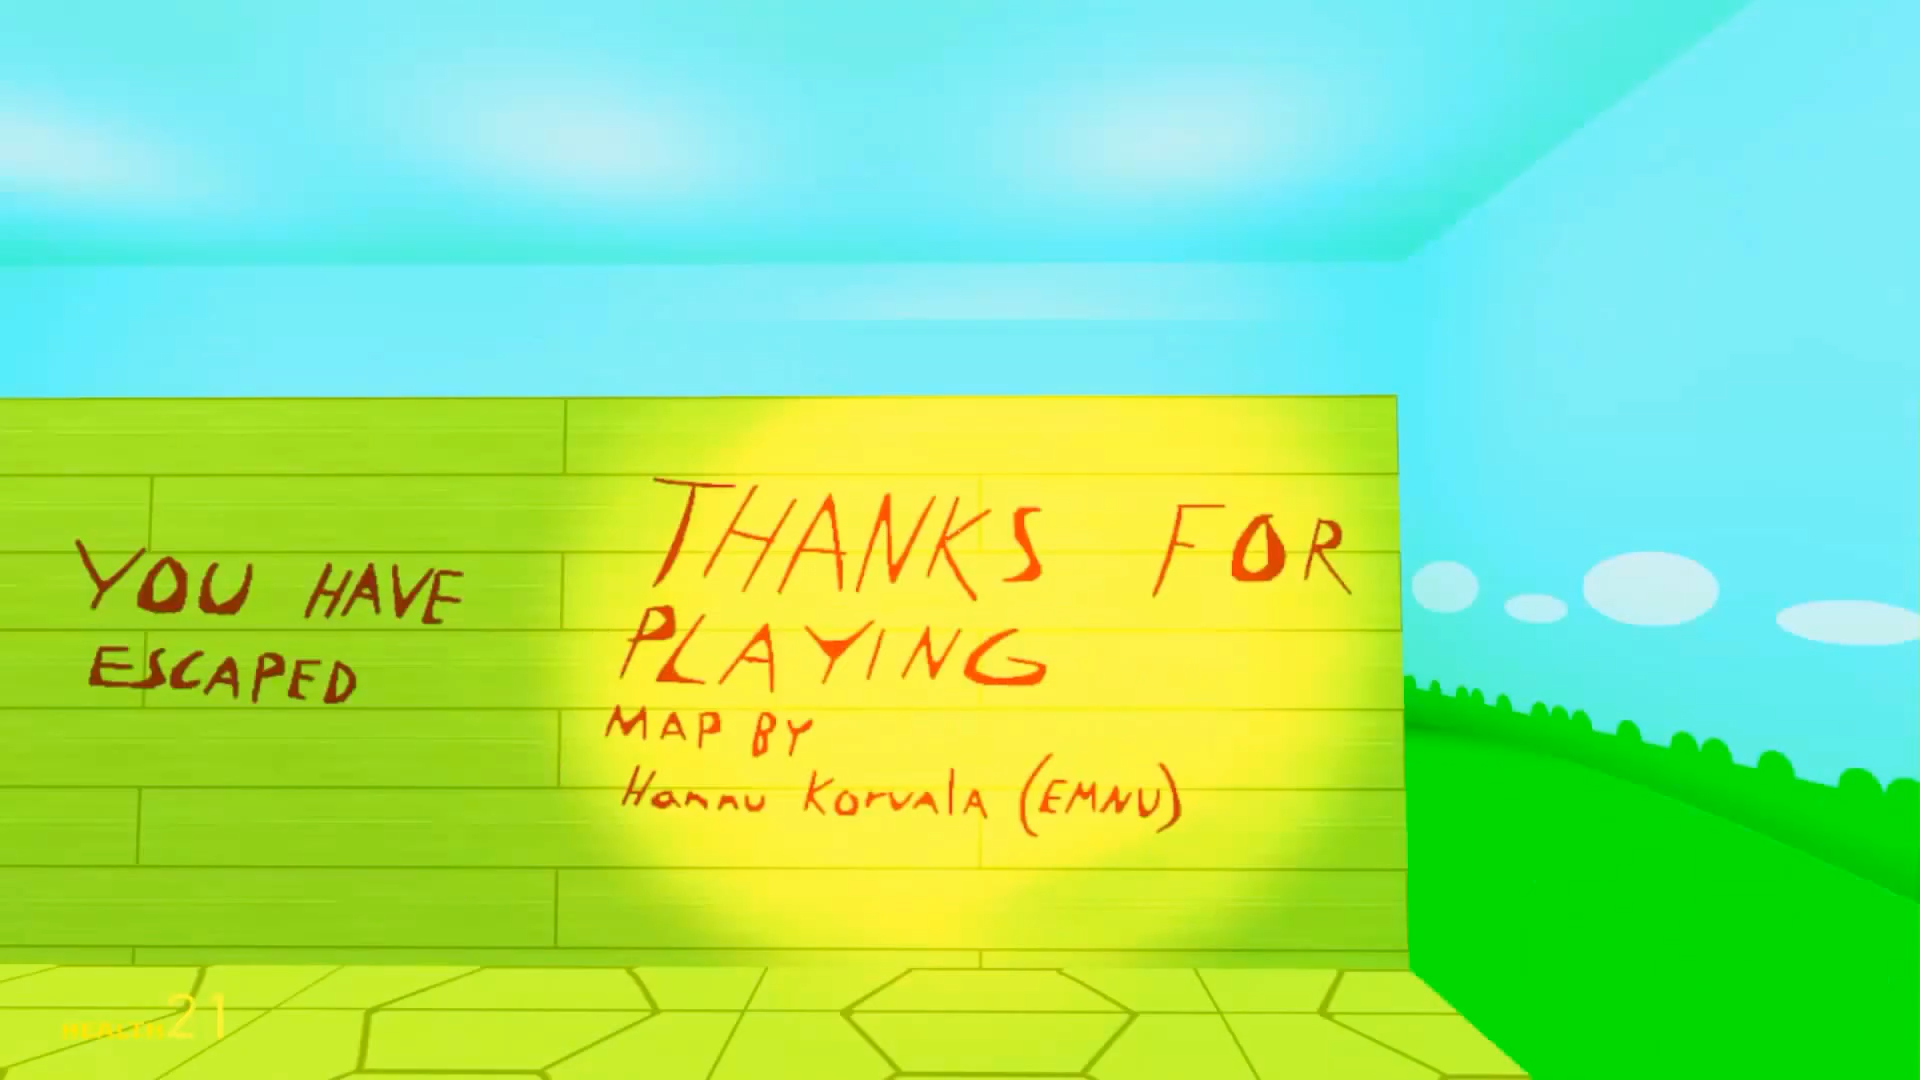 YOU HAVE
ESCAPED
THANKS FOR
PLAYING
MAP BY
Hannu Korvala (EMNU)
HEALTH 21